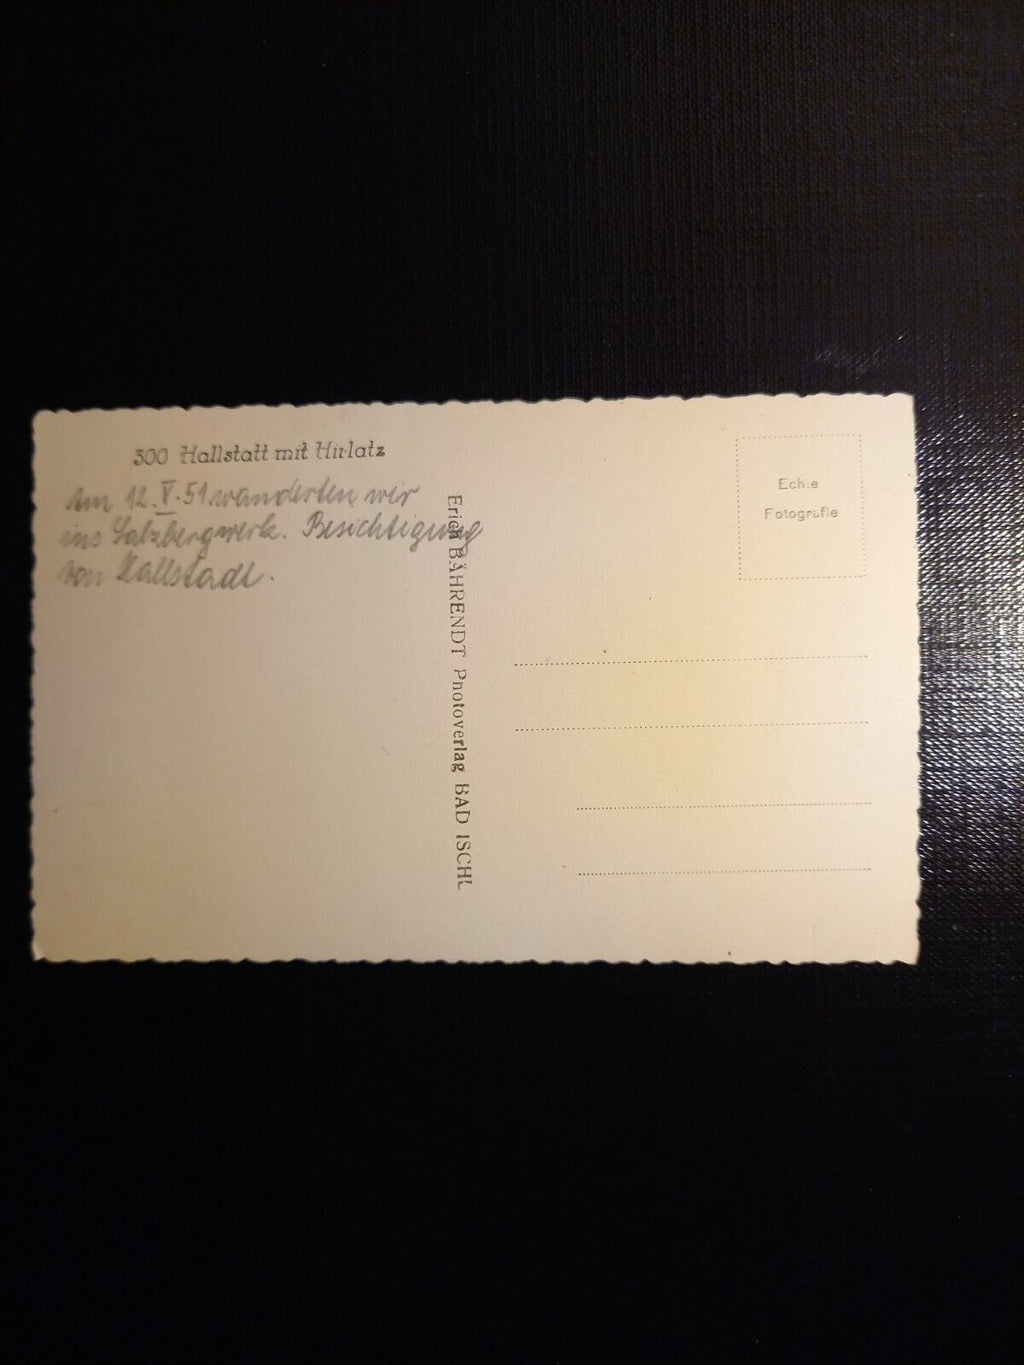 300 Hallstatt mit Hirlatz
Am 12.V.51 wanderten wir
ins Salzbergwerk. Besichtigung
von Hallstadt.
Erich BÄHRENDT Photoverlag BAD ISCHL
Echte
Fotografie